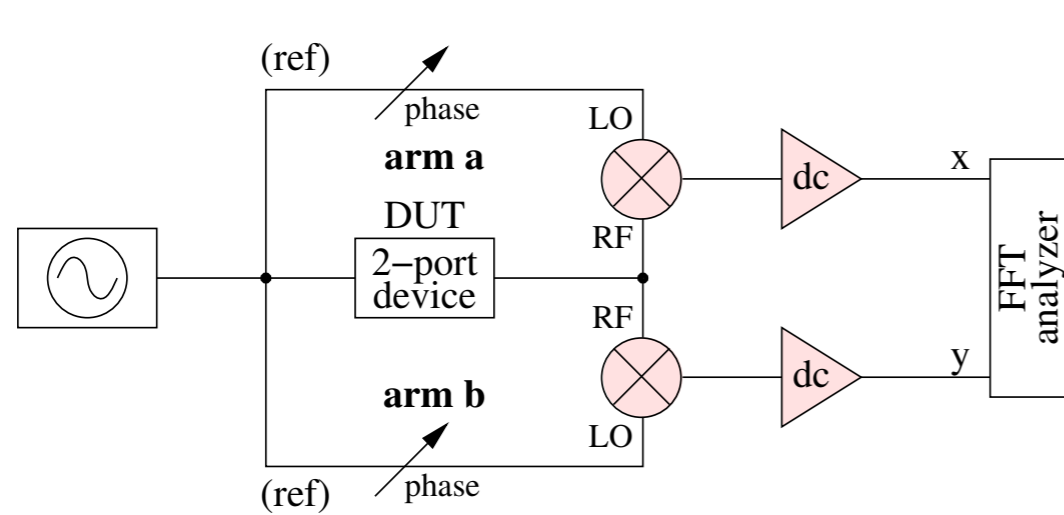 (ref)
phase
arm a
LO
dc
x
RF
DUT
2−port
device
FFT
analyzer
RF
dc
y
arm b
LO
(ref)
phase